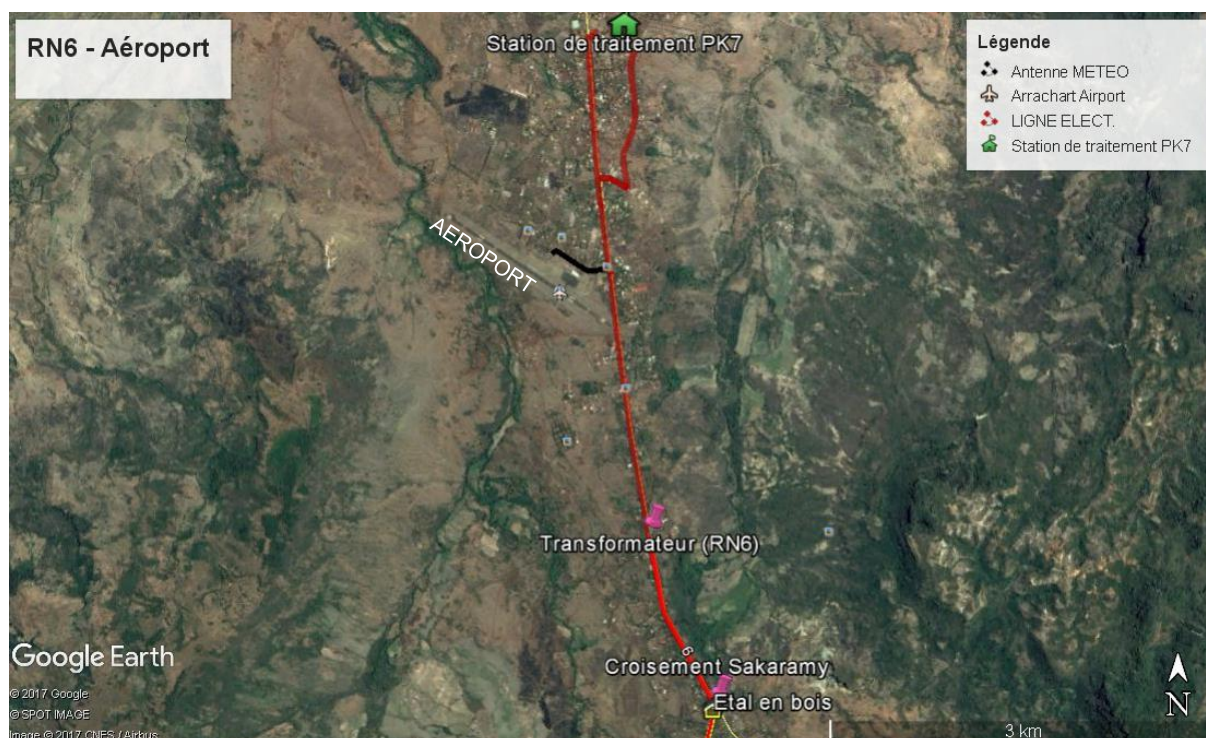 RN6 - Aéroport
Station de traitement PK7
Légende
Antenne METEO
Arrachart Airport
LIGNE ELECT.
Station de traitement PK7
AEROPORT
Transformateur (RN6)
6
Croisement Sakaramy
Etal en bois
Google Earth
© 2017 Google
© SPOT IMAGE
Image © 2017 CNES / Airbus
N
3 km